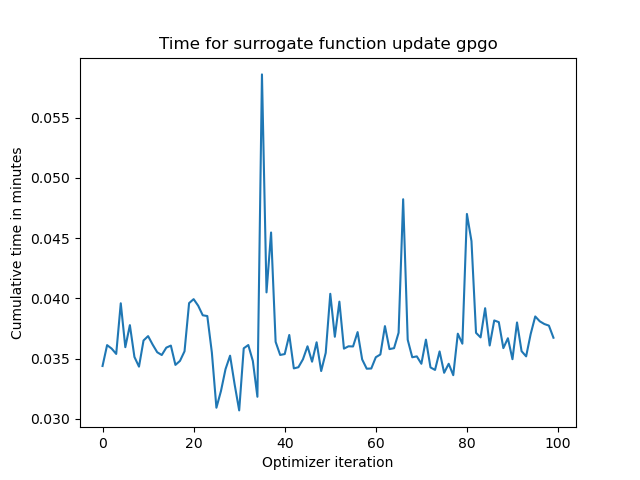 Time for surrogate function update gpgo
Cumulative time in minutes
0.055
0.050
0.045
0.040
0.035
0.030
0 20 40 60 80 100
Optimizer iteration